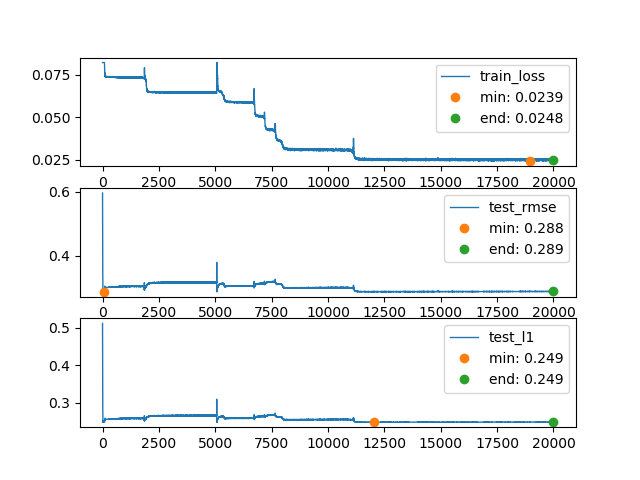 0.075
0.050
0.025
train_loss
min: 0.0239
end: 0.0248
0 2500 5000 7500 10000 12500 15000 17500 20000
0.6
0.4
test_rmse
min: 0.288
end: 0.289
0 2500 5000 7500 10000 12500 15000 17500 20000
0.5
0.4
0.3
test_l1
min: 0.249
end: 0.249
0 2500 5000 7500 10000 12500 15000 17500 20000